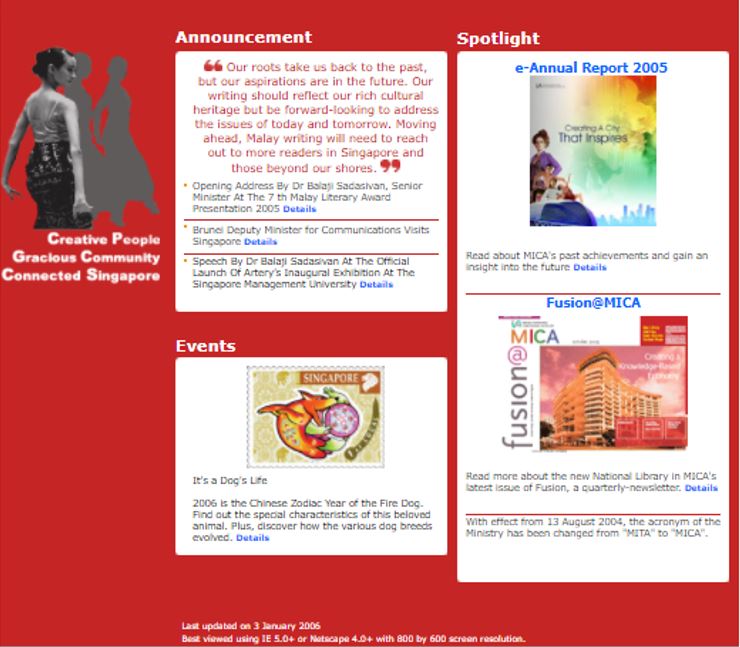 Creative People
Gracious Community
Connected Singapore
Announcement
❝ Our roots take us back to the past,
but our aspirations are in the future. Our
writing should reflect our rich cultural
heritage but be forward-looking to address
the issues of today and tomorrow. Moving
ahead, Malay writing will need to reach
out to more readers in Singapore and
those beyond our shores. ❞
Opening Address By Dr Balaji Sadasivan, Senior
Minister At The 7 th Malay Literary Award
Presentation 2005 Details
Brunei Deputy Minister for Communications Visits
Singapore Details
Speech By Dr Balaji Sadasivan At The Official
Launch Of Artery's Inaugural Exhibition At The
Singapore Management University Details
Events
SINGAPORE
It's a Dog's Life
2006 is the Chinese Zodiac Year of the Fire Dog.
Find out the special characteristics of this beloved
animal. Plus, discover how the various dog breeds
evolved. Details
Spotlight
e-Annual Report 2005
Creating A City
That Inspires
Read about MICA's past achievements and gain an
insight into the future Details
Fusion@MICA
MICA
fusion@
Creating a
Knowledge-Based
Economy
Read more about the new National Library in MICA's
latest issue of Fusion, a quarterly-newsletter. Details
With effect from 13 August 2004, the acronym of the
Ministry has been changed from "MITA" to "MICA".
Last updated on 3 January 2006
Best viewed using IE 5.0+ or Netscape 4.0+ with 800 by 600 screen resolution.